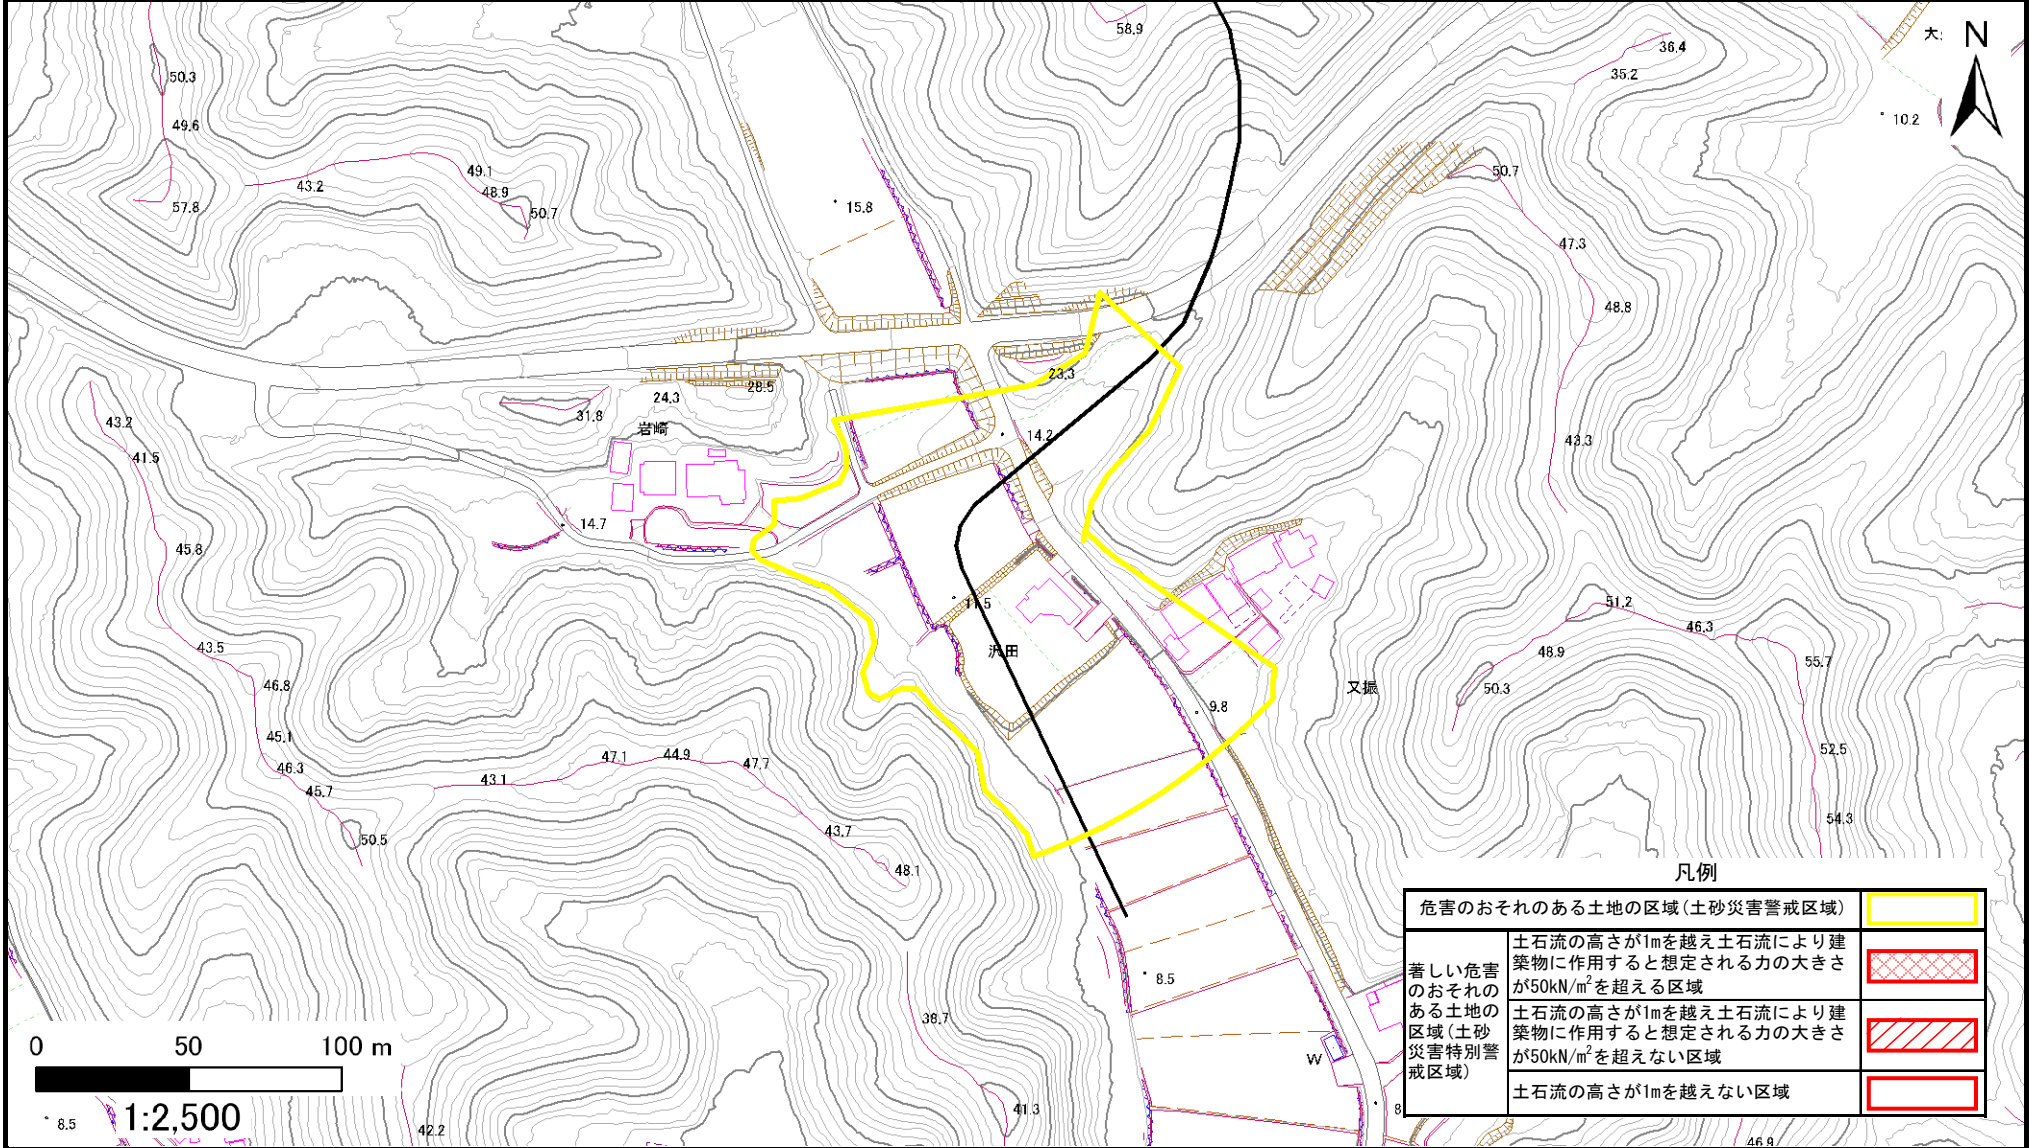 58.9
36.4
大
N
50.3
35.2
10.2
49.6
49.1
43.2
48.9
50.7
50.7
57.8
15.8
47.3
48.8
23.3
28.5
24.3
31.8
岩崎
43.2
14.2
43.3
41.5
14.7
45.8
11.5
51.2
46.3
43.5
沢田
48.9
55.7
46.8
又振
50.3
9.8
45.1
47.1
44.9
47.7
52.5
46.3
43.1
45.7
43.7
54.3
50.5
48.1
凡例
危害のおそれのある土地の区域(土砂災害警戒区域)
著しい危害
のおそれの
ある土地の
区域(土砂
災害特別警
戒区域)
土石流の高さが1mを越え土石流により建
築物に作用すると想定される力の大きさ
が50kN/m²を超える区域
土石流の高さが1mを越え土石流により建
築物に作用すると想定される力の大きさ
が50kN/m²を超えない区域
土石流の高さが1mを越えない区域
8.5
38.7
0 50 100 m
W
1:2,500
8.5
41.3
8
42.2
46.9